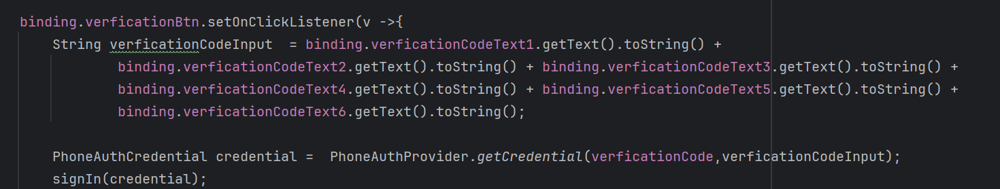 binding.verficationBtn.setOnClickListener(v ->{
String verficationCodeInput  = binding.verficationCodeText1.getText().toString() +
binding.verficationCodeText2.getText().toString() + binding.verficationCodeText3.getText().toString() +
binding.verficationCodeText4.getText().toString() + binding.verficationCodeText5.getText().toString() +
binding.verficationCodeText6.getText().toString();
PhoneAuthCredential credential =  PhoneAuthProvider.getCredential(verficationCode,verficationCodeInput);
signIn(credential);